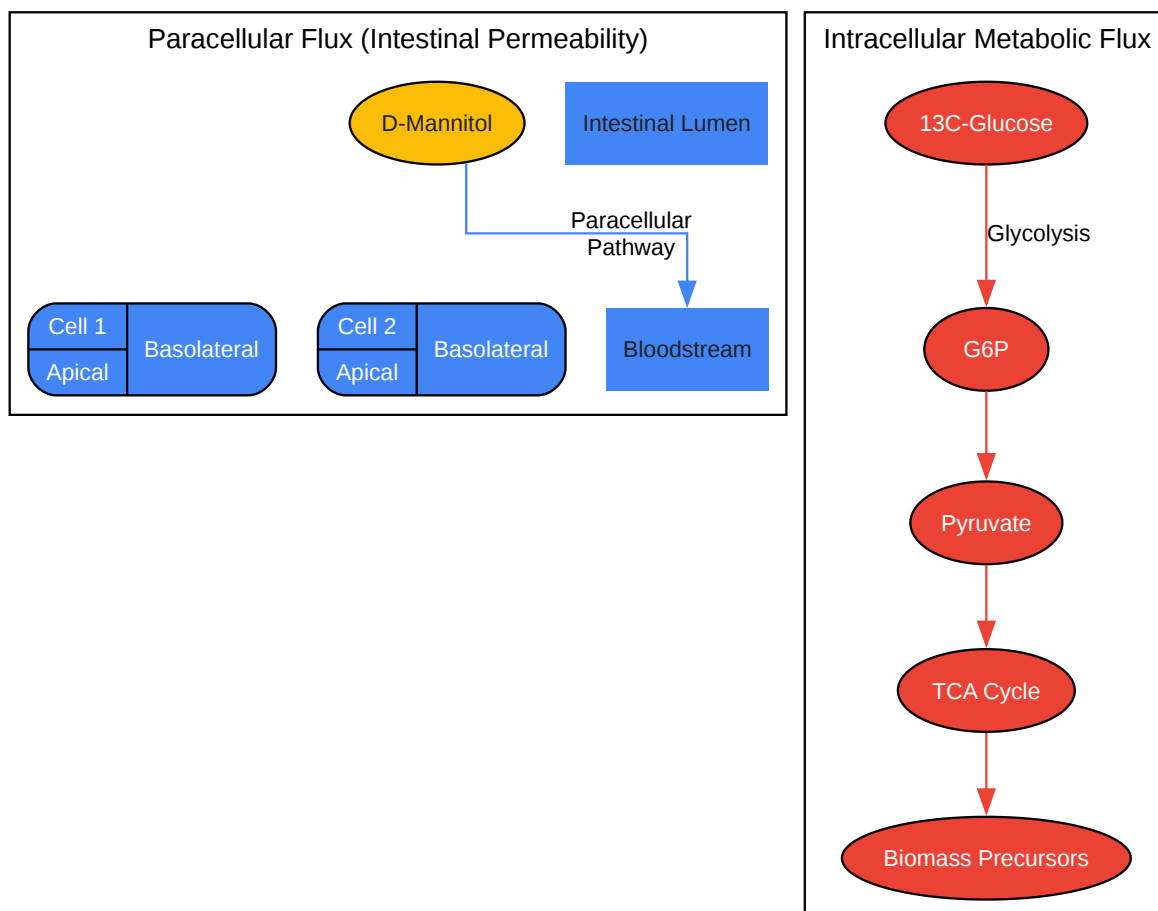 Paracellular Flux (Intestinal Permeability)
D-Mannitol
Intestinal Lumen
Paracellular
Pathway
Cell 1
Apical
Basolateral
Cell 2
Apical
Basolateral
Bloodstream
Intracellular Metabolic Flux
13C-Glucose
Glycolysis
G6P
Pyruvate
TCA Cycle
Biomass Precursors